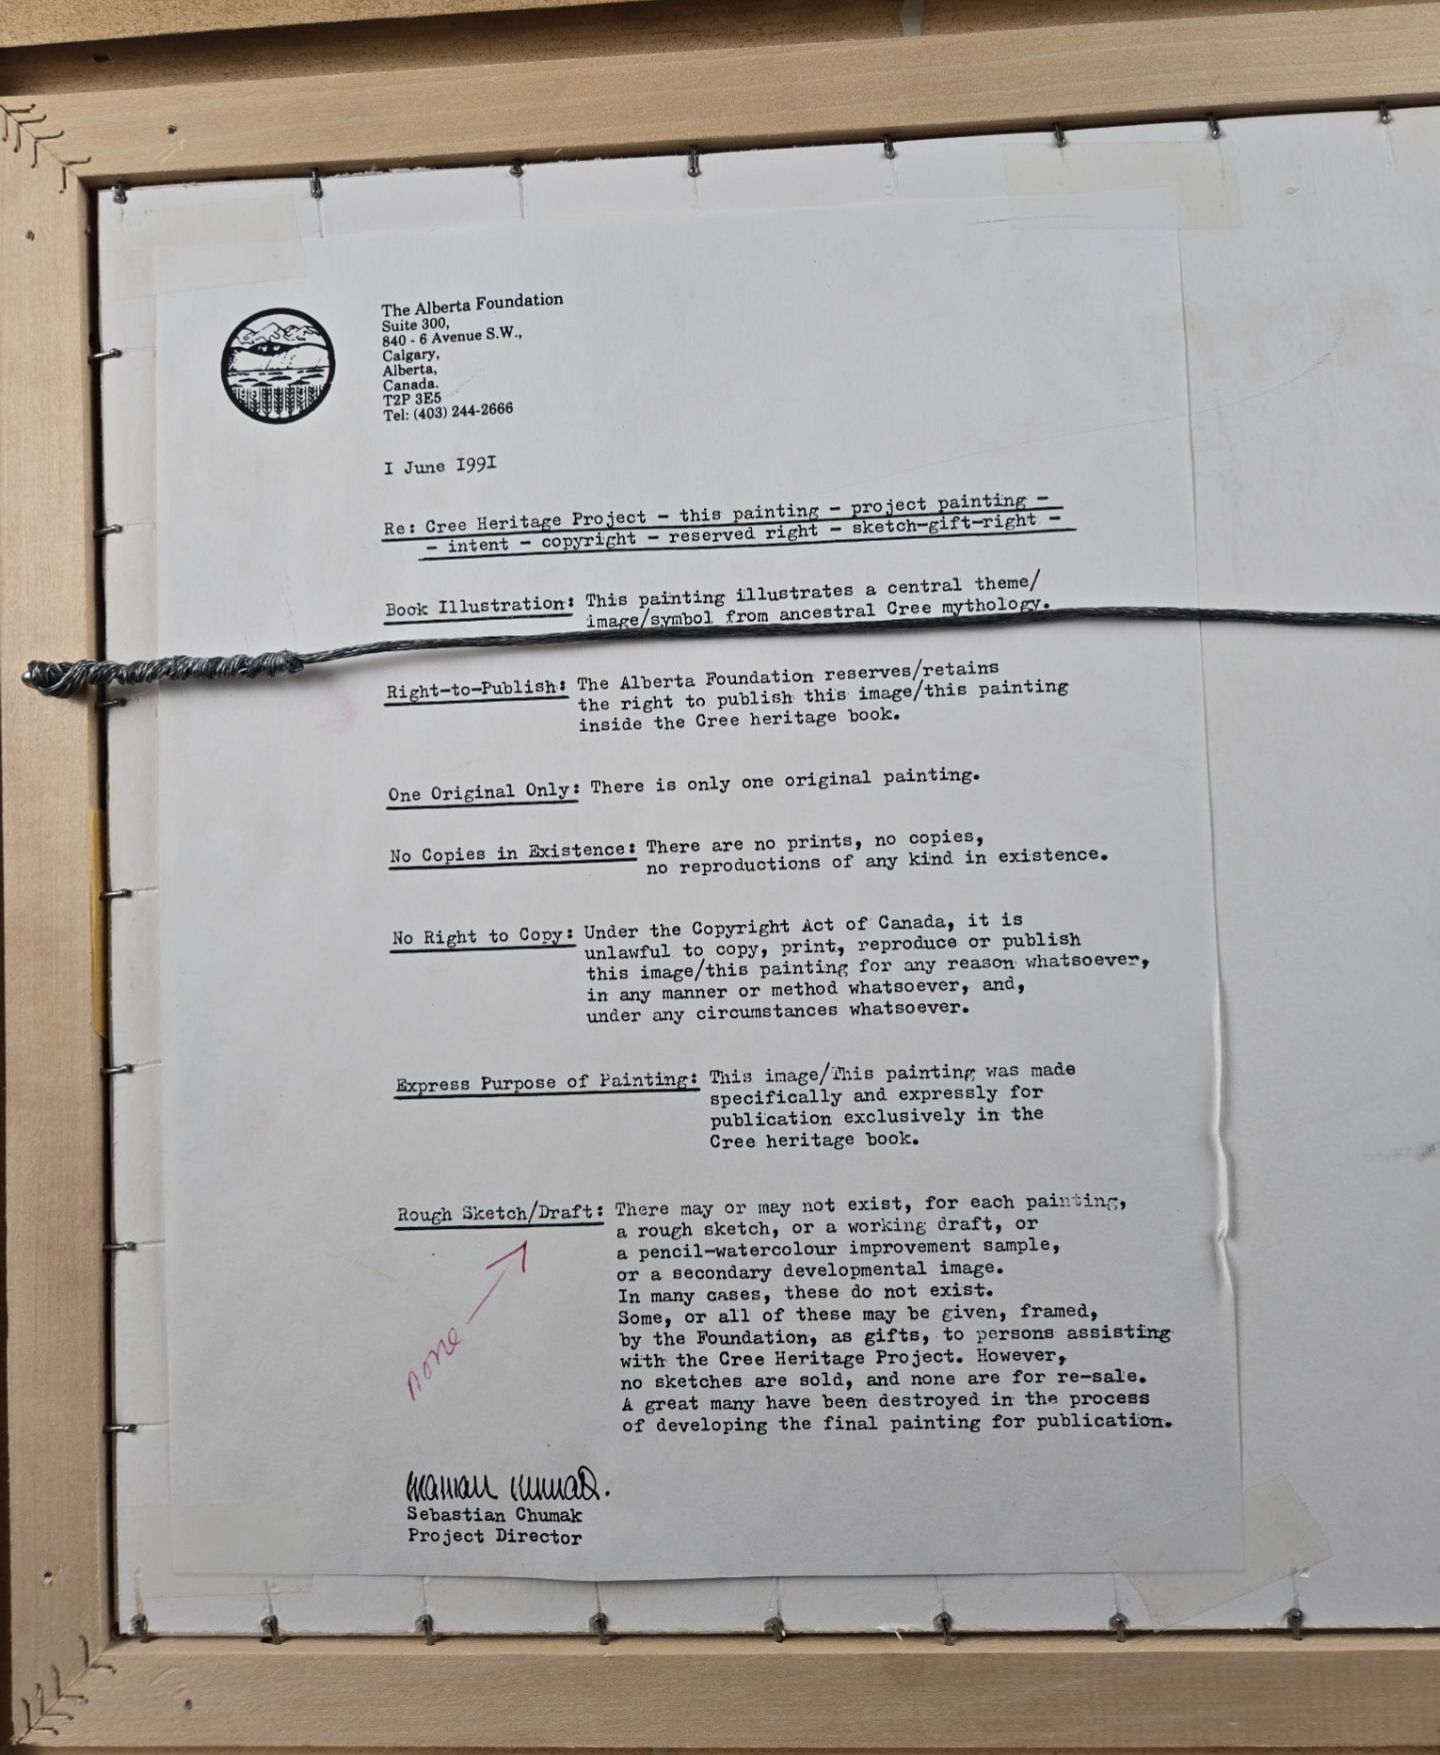 The Alberta Foundation
Suite 300,
840 - 6 Avenue S.W.,
Calgary,
Alberta,
Canada.
T2P 3E5
Tel: (403) 244-2666
I June I99I
Re: Cree Heritage Project - this painting - project painting -
- intent - copyright - reserved right - sketch-gift-right -
Book Illustration: This painting illustrates a central theme/
image/symbol from ancestral Cree mythology.
Right-to-Publish: The Alberta Foundation reserves/retains
the right to publish this image/this painting
inside the Cree heritage book.
One Original Only: There is only one original painting.
No Copies in Existence: There are no prints, no copies,
no reproductions of any kind in existence.
No Right to Copy: Under the Copyright Act of Canada, it is
unlawful to copy, print, reproduce or publish
this image/this painting for any reason whatsoever,
in any manner or method whatsoever, and,
under any circumstances whatsoever.
Express Purpose of Painting: This image/This painting was made
specifically and expressly for
publication exclusively in the
Cree heritage book.
Rough Sketch/Draft: There may or may not exist, for each painting,
a rough sketch, or a working draft, or
a pencil-watercolour improvement sample,
or a secondary developmental image.
In many cases, these do not exist.
Some, or all of these may be given, framed,
by the Foundation, as gifts, to persons assisting
with the Cree Heritage Project. However,
no sketches are sold, and none are for re-sale.
A great many have been destroyed in the process
of developing the final painting for publication.
none
Sebastian Chumak
Project Director